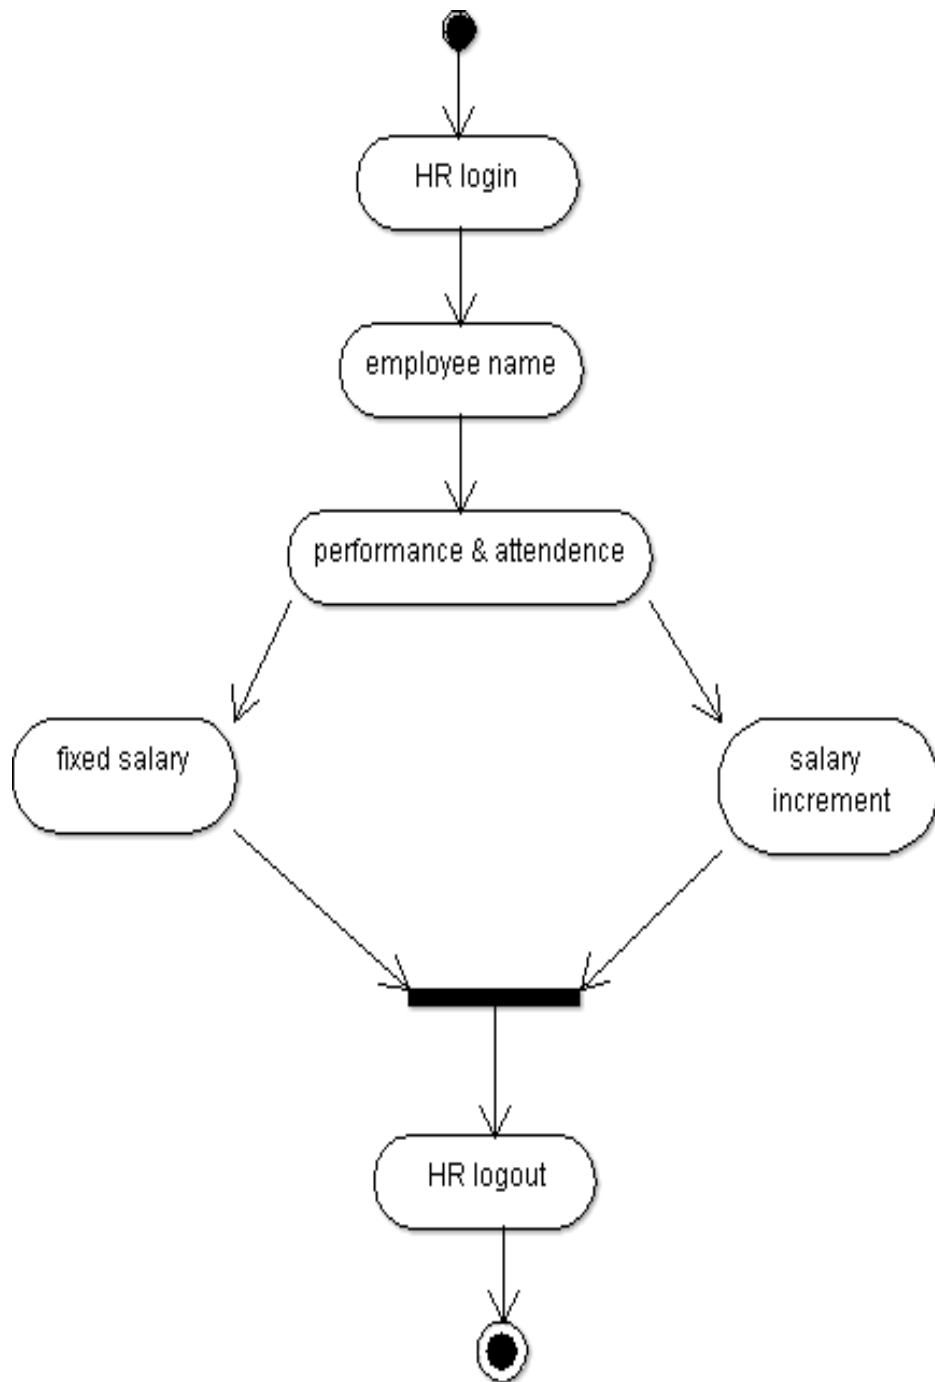 HR login
employee name
performance & attendence
fixed salary
salary
increment
HR logout